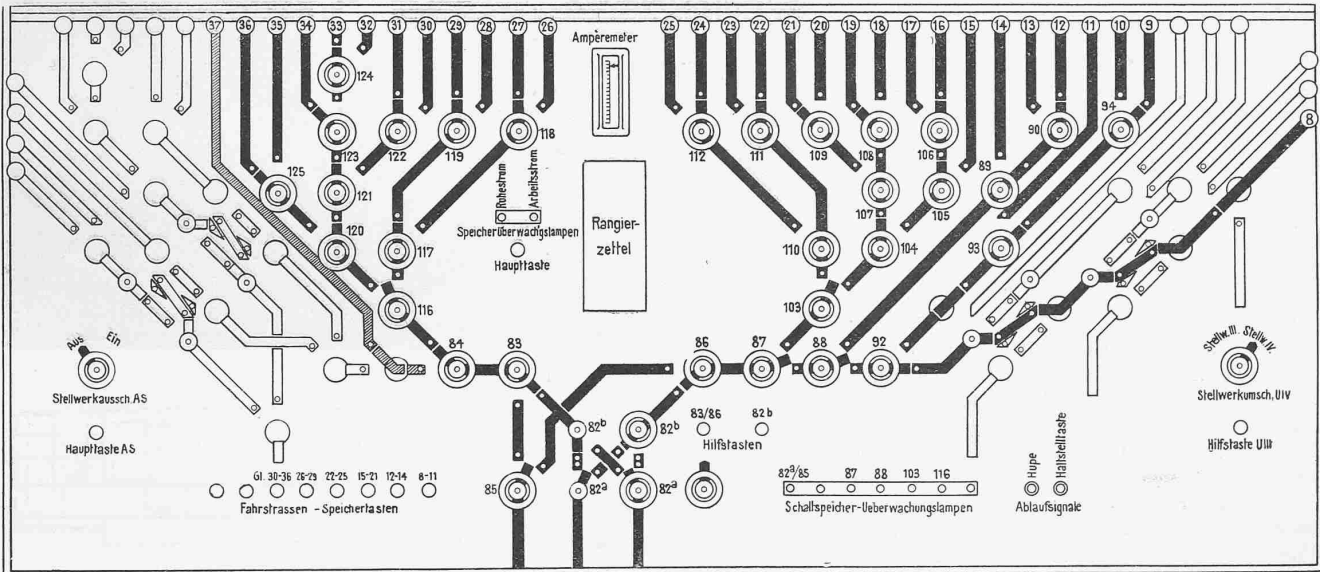 37 36 35 34 33 32 31 30 29 28 27 26
25 24 23 22 21 20 19 18 17 16 15 14 13 12 11 10 9
8
Ampèremeter
124
123 122 119 118
112 111 109 108 106 90 94
125 121
107 105 89
Ruhestrom
Arbeitsstrom
Speicherüberwachgslampen
Haupttaste
Rangier-
zettel
120 117
110 104 93
116
103
84 83
86 87 88 92
Aus Ein
Stellwerkaussch. AS
Haupttaste AS
Stellw. III. Stellw. IV.
Stellwerkumsch. UIV
Hilfstaste UIII
82b 82b
83/86 82b
Hilfstasten
Gl. 30-36 26-29 22-25 15-21 12-14 8-11
Fahrstrassen - Speichertasten
85 82a 82a
82a/85 87 88 103 116
Schaltspeicher-Ueberwachungslampen
Hupe
Haltstelltaste
Ablaufsignale